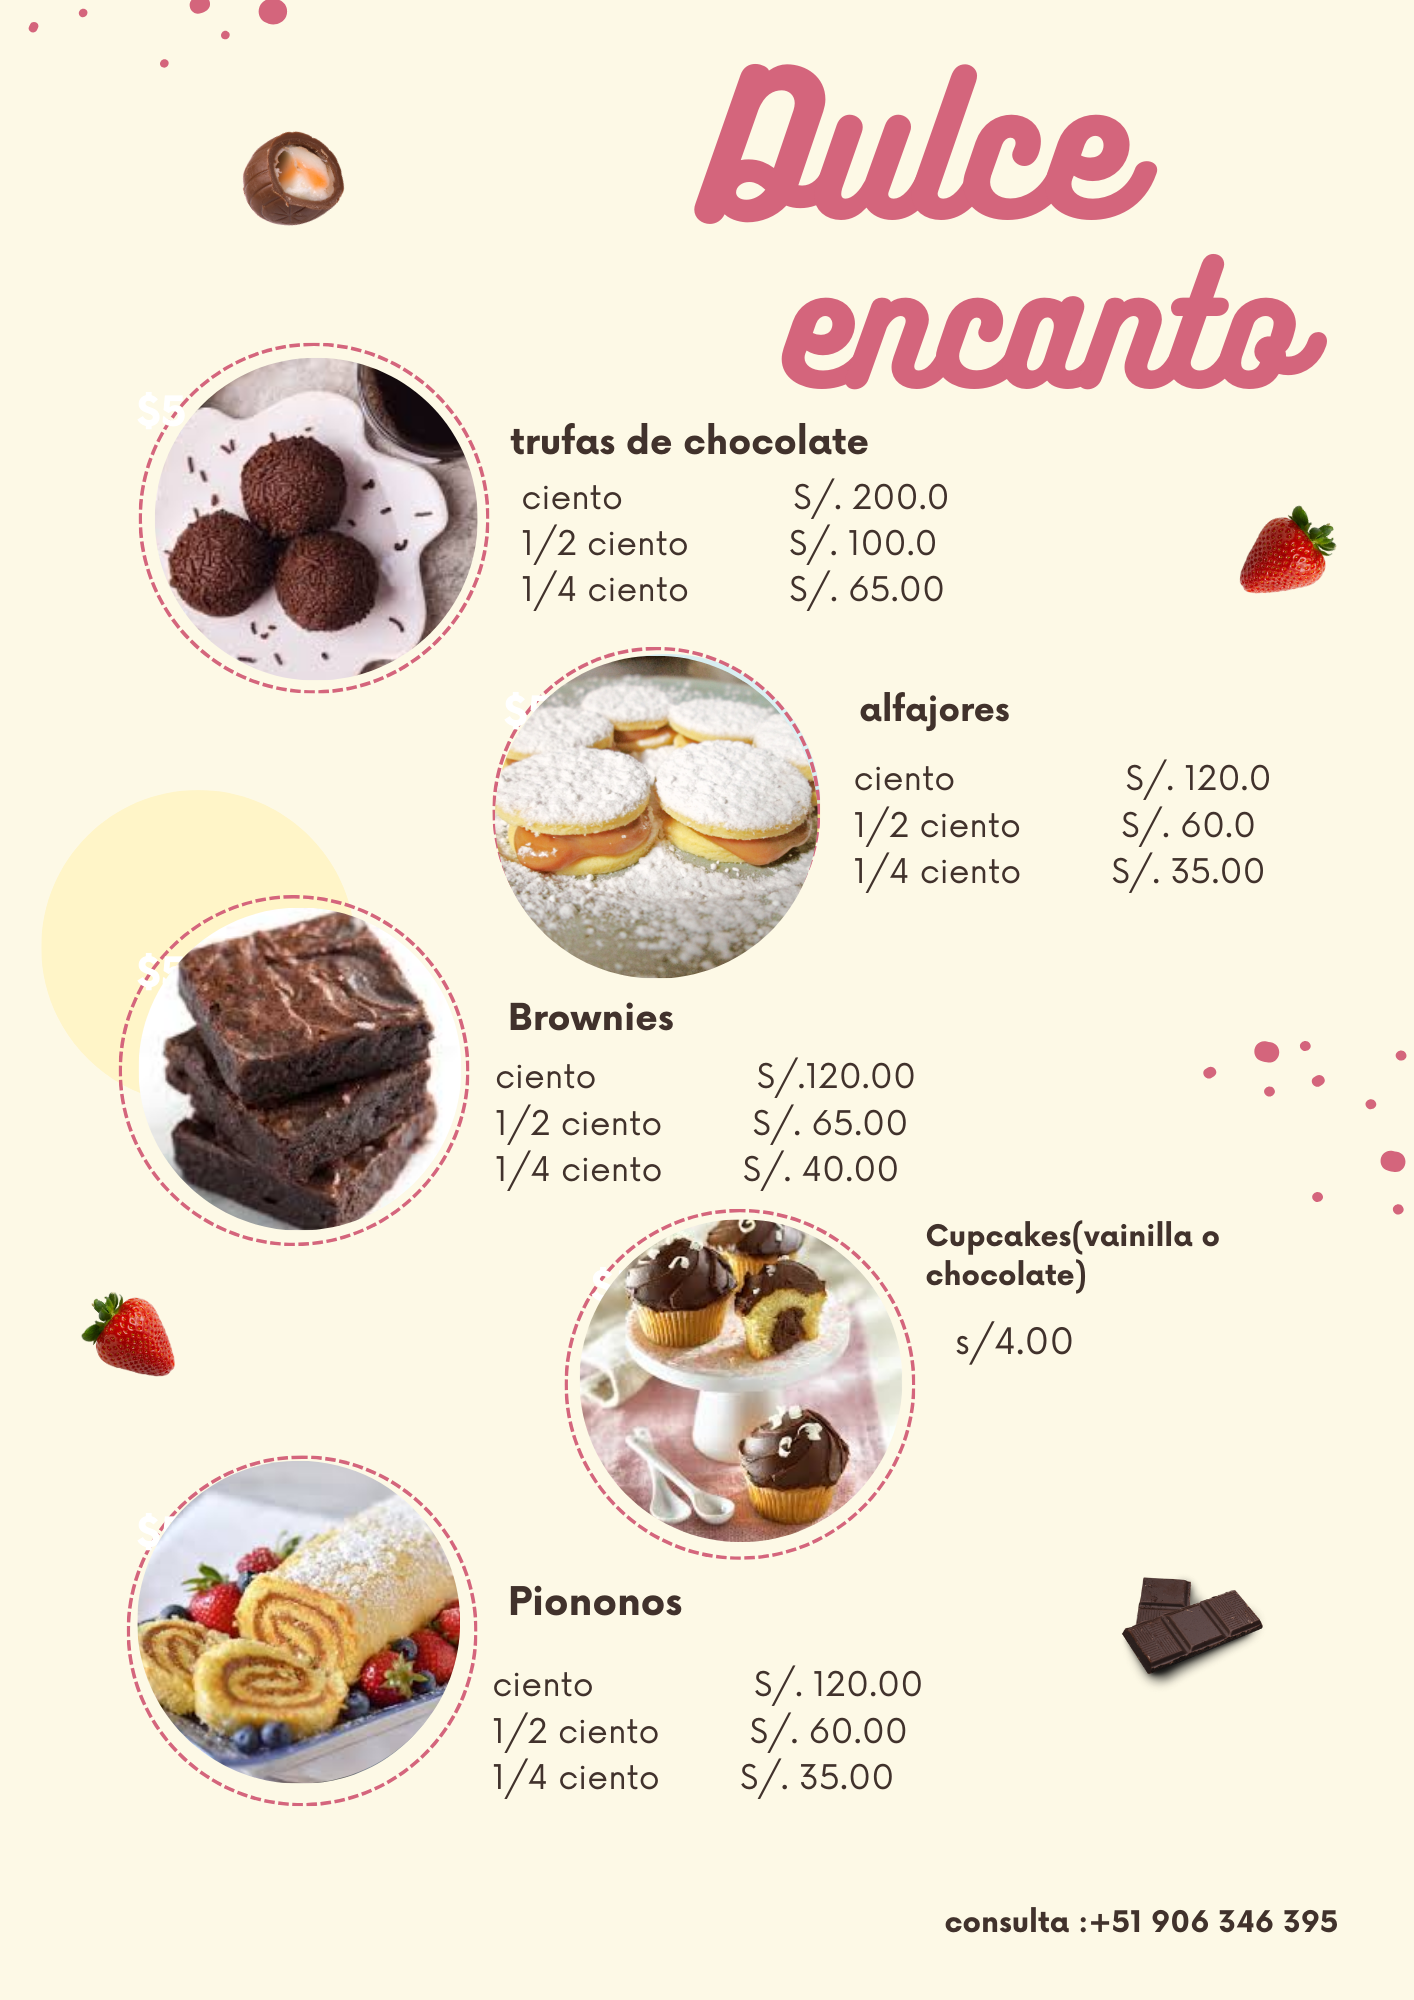 Dulce
encanto
$5
trufas de chocolate
ciento S/. 200.0
1/2 ciento S/. 100.0
1/4 ciento S/. 65.00
alfajores
ciento S/. 120.0
1/2 ciento S/. 60.0
1/4 ciento S/. 35.00
$5
Brownies
ciento S/.120.00
1/2 ciento S/. 65.00
1/4 ciento S/. 40.00
Cupcakes(vainilla o
chocolate)
s/4.00
Piononos
ciento S/. 120.00
1/2 ciento S/. 60.00
1/4 ciento S/. 35.00
consulta :+51 906 346 395